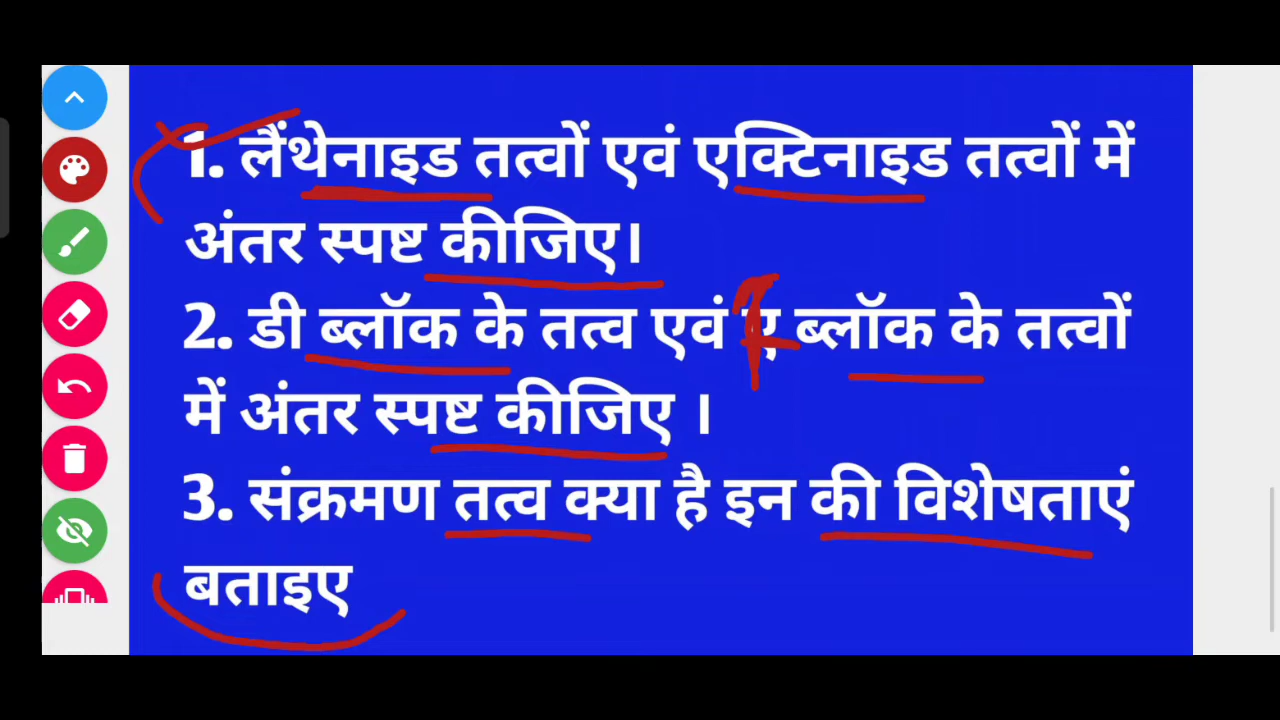 1. लैंथेनाइड तत्वों एवं एक्टिनाइड तत्वों में
अंतर स्पष्ट कीजिए।
2. डी ब्लॉक के तत्व एवं ए ब्लॉक के तत्वों
में अंतर स्पष्ट कीजिए ।
3. संक्रमण तत्व क्या है इन की विशेषताएं
बताइए